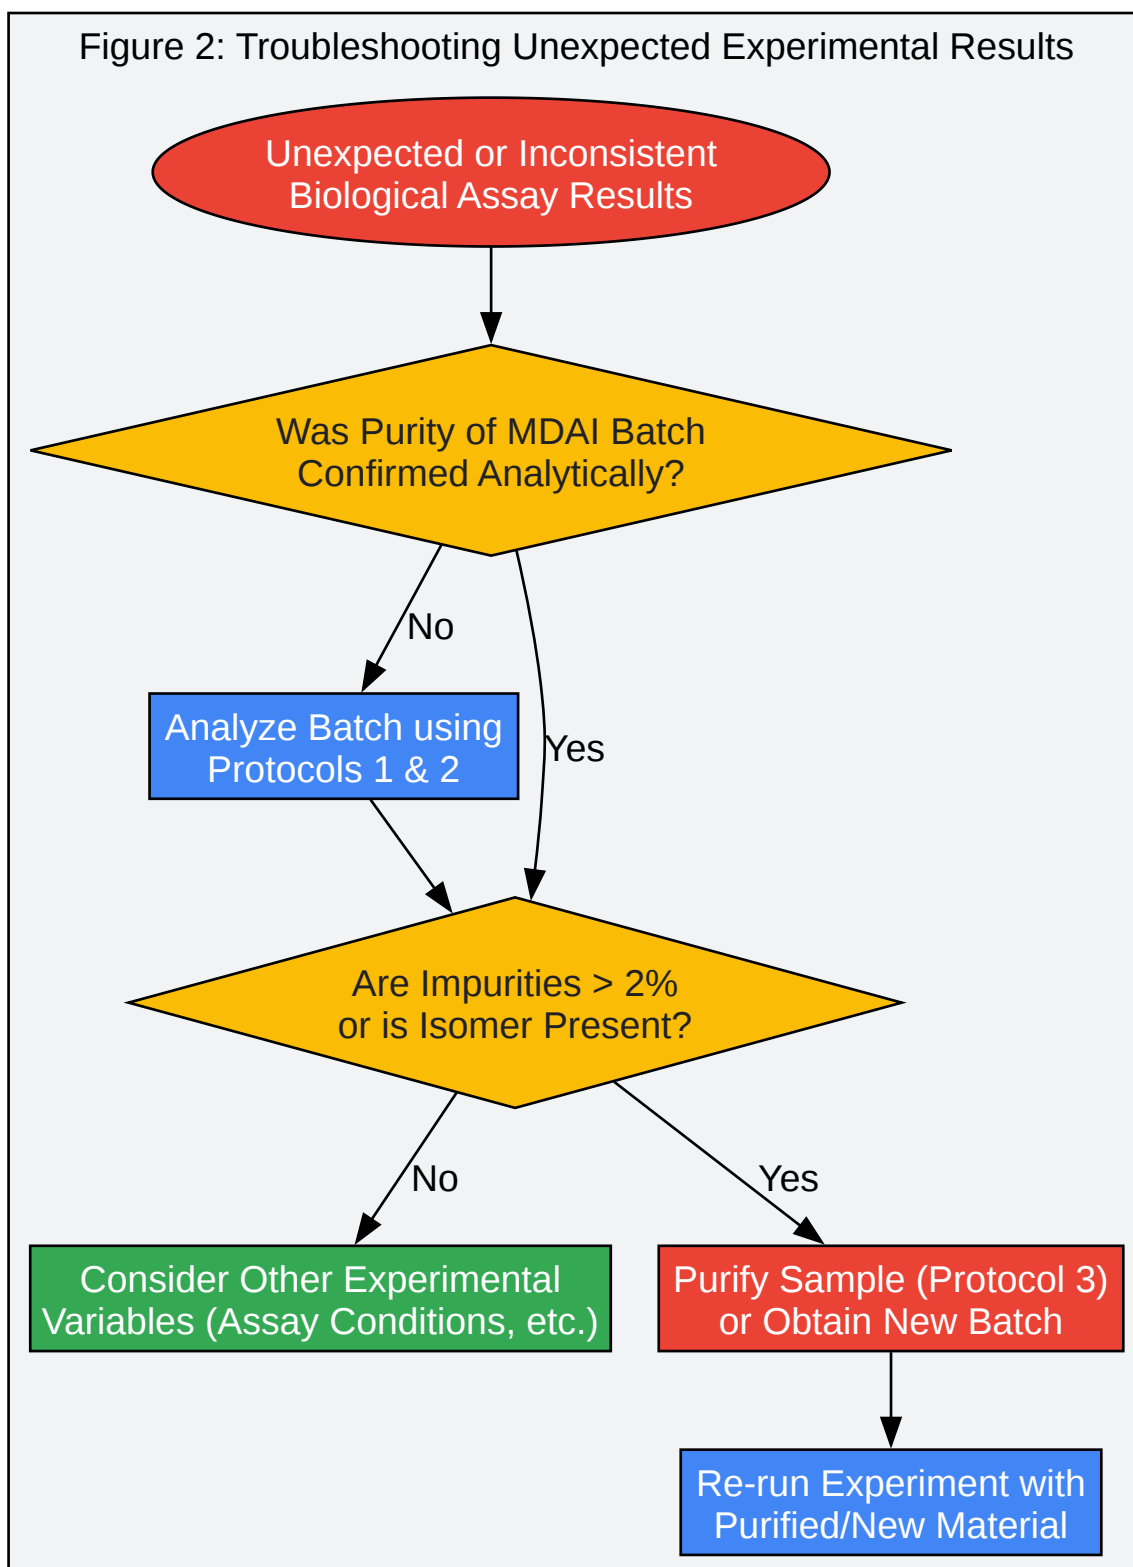 Figure 2: Troubleshooting Unexpected Experimental Results
Unexpected or Inconsistent
Biological Assay Results
Was Purity of MDAI Batch
Confirmed Analytically?
No
Analyze Batch using
Protocols 1 & 2
Yes
Are Impurities > 2%
or is Isomer Present?
No
Yes
Consider Other Experimental
Variables (Assay Conditions, etc.)
Purify Sample (Protocol 3)
or Obtain New Batch
Re-run Experiment with
Purified/New Material